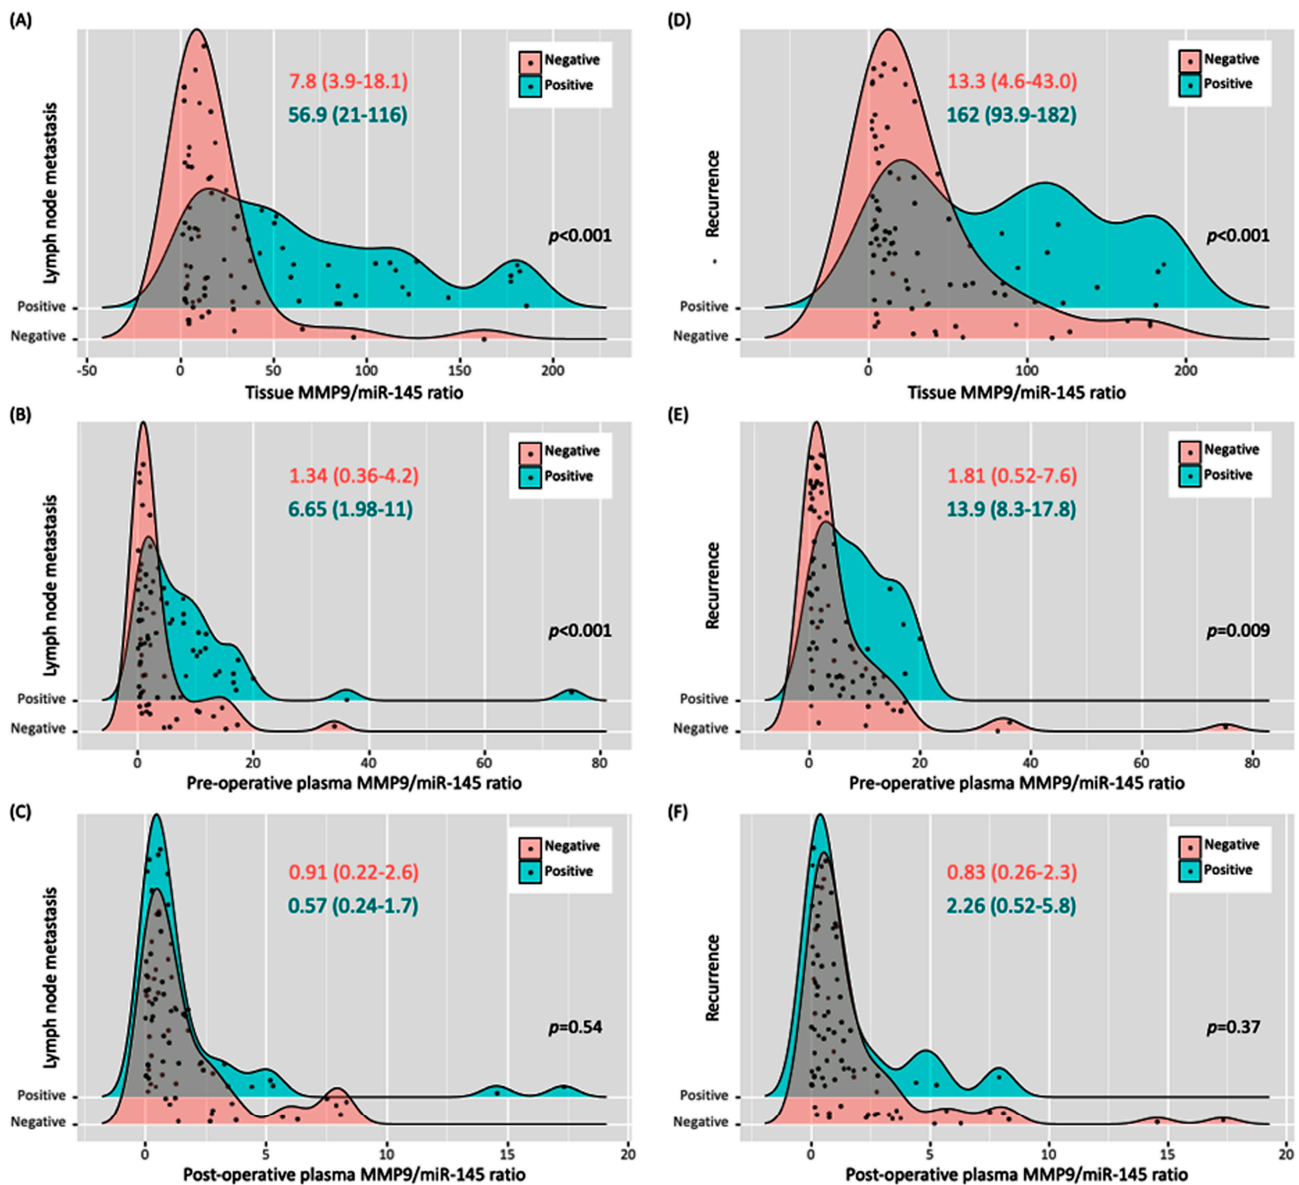 (A)
Lymph node metastasis
Negative
Positive
7.8 (3.9-18.1)
56.9 (21-116)
p<0.001
Positive
Negative
-50 0 50 100 150 200
Tissue MMP9/miR-145 ratio
(D)
Recurrence
Negative
Positive
13.3 (4.6-43.0)
162 (93.9-182)
p<0.001
Positive
Negative
0 100 200
Tissue MMP9/miR-145 ratio
(B)
Lymph node metastasis
Negative
Positive
1.34 (0.36-4.2)
6.65 (1.98-11)
p<0.001
Positive
Negative
0 20 40 60 80
Pre-operative plasma MMP9/miR-145 ratio
(E)
Recurrence
Negative
Positive
1.81 (0.52-7.6)
13.9 (8.3-17.8)
p=0.009
Positive
Negative
0 20 40 60 80
Pre-operative plasma MMP9/miR-145 ratio
(C)
Lymph node metastasis
Negative
Positive
0.91 (0.22-2.6)
0.57 (0.24-1.7)
p=0.54
Positive
Negative
0 5 10 15 20
Post-operative plasma MMP9/miR-145 ratio
(F)
Recurrence
Negative
Positive
0.83 (0.26-2.3)
2.26 (0.52-5.8)
p=0.37
Positive
Negative
0 5 10 15 20
Post-operative plasma MMP9/miR-145 ratio